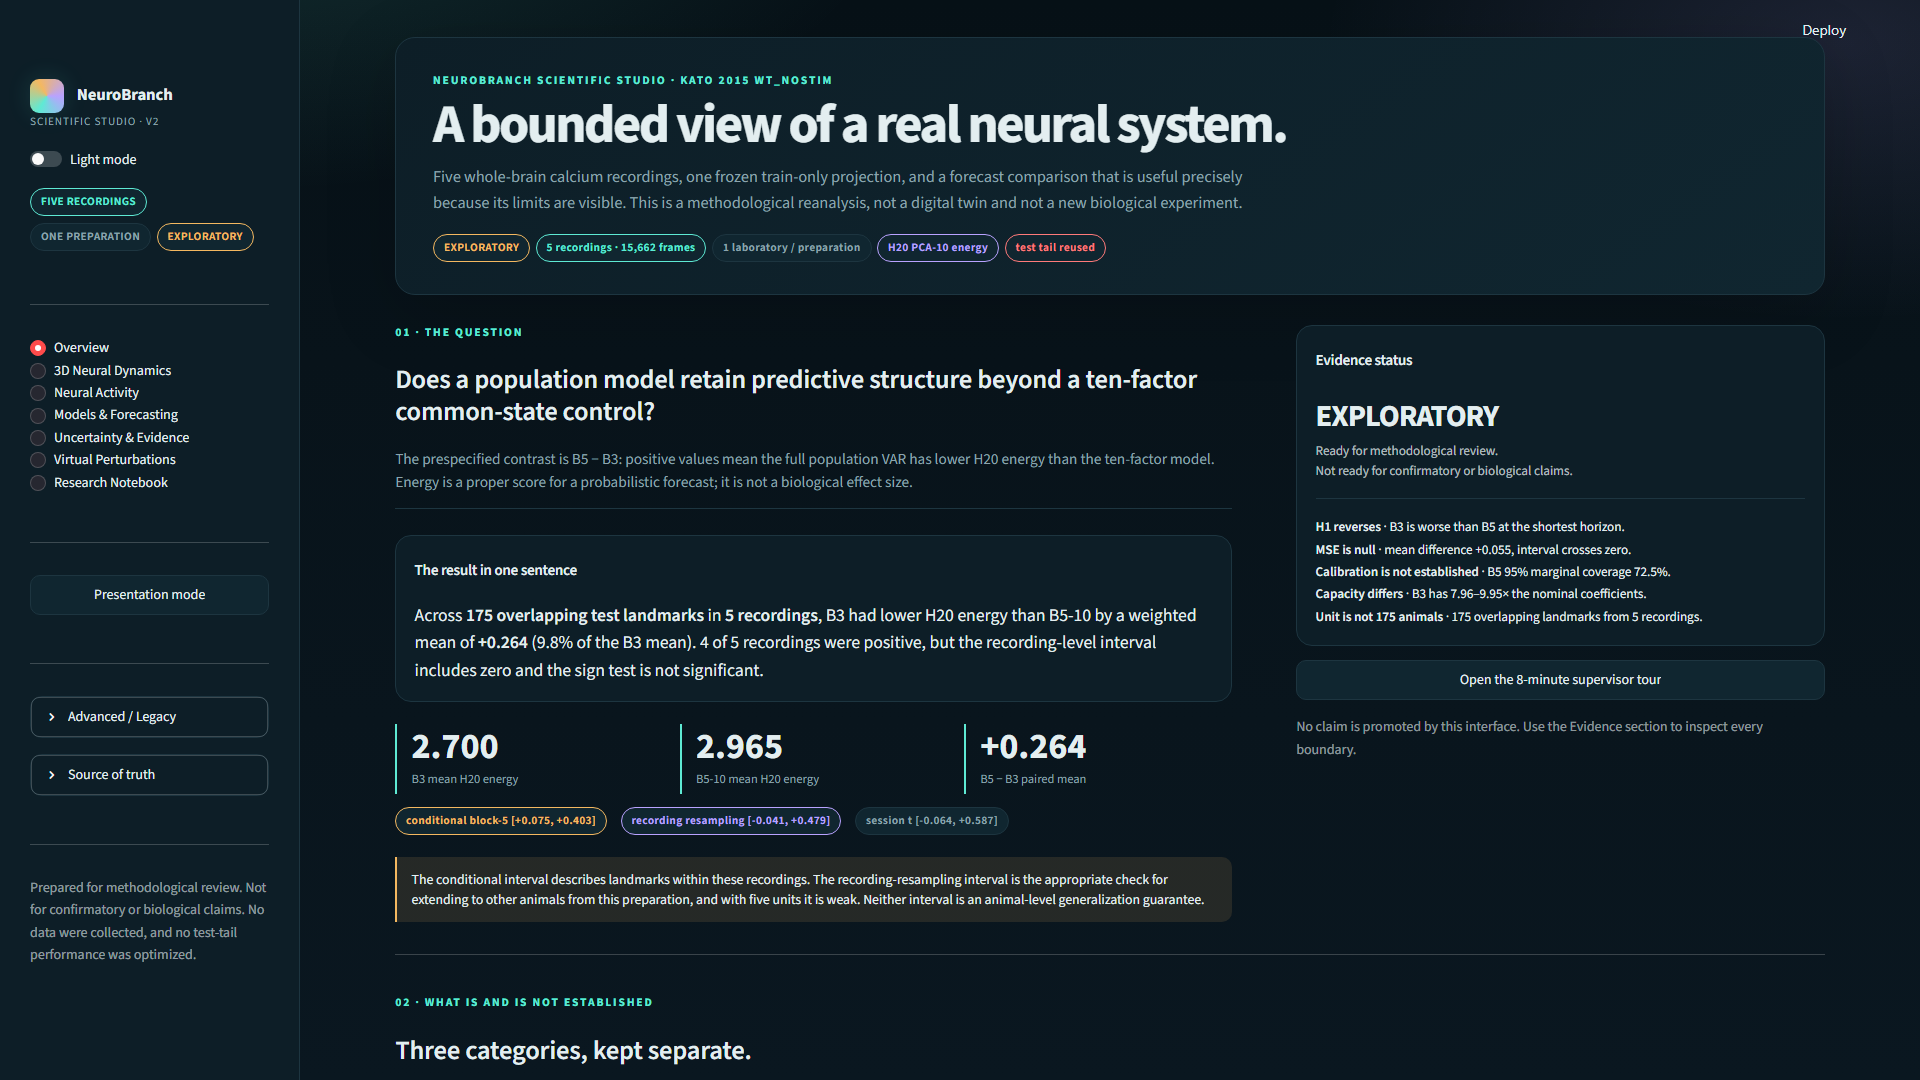 Deploy
NeuroBranch
SCIENTIFIC STUDIO · V2
Light mode
FIVE RECORDINGS
ONE PREPARATION
EXPLORATORY
Overview
3D Neural Dynamics
Neural Activity
Models & Forecasting
Uncertainty & Evidence
Virtual Perturbations
Research Notebook
Presentation mode
Advanced / Legacy
Source of truth
Prepared for methodological review. Not
for confirmatory or biological claims. No
data were collected, and no test-tail
performance was optimized.
NEUROBRANCH SCIENTIFIC STUDIO · KATO 2015 WT_NOSTIM
A bounded view of a real neural system.
Five whole-brain calcium recordings, one frozen train-only projection, and a forecast comparison that is useful precisely
because its limits are visible. This is a methodological reanalysis, not a digital twin and not a new biological experiment.
EXPLORATORY
5 recordings · 15,662 frames
1 laboratory / preparation
H20 PCA-10 energy
test tail reused
01 · THE QUESTION
Does a population model retain predictive structure beyond a ten-factor
common-state control?
The prespecified contrast is B5 − B3: positive values mean the full population VAR has lower H20 energy than the ten-factor model.
Energy is a proper score for a probabilistic forecast; it is not a biological effect size.
The result in one sentence
Across 175 overlapping test landmarks in 5 recordings, B3 had lower H20 energy than B5-10 by a weighted
mean of +0.264 (9.8% of the B3 mean). 4 of 5 recordings were positive, but the recording-level interval
includes zero and the sign test is not significant.
2.700
B3 mean H20 energy
2.965
B5-10 mean H20 energy
+0.264
B5 − B3 paired mean
conditional block-5 [+0.075, +0.403]
recording resampling [-0.041, +0.479]
session t [-0.064, +0.587]
The conditional interval describes landmarks within these recordings. The recording-resampling interval is the appropriate check for
extending to other animals from this preparation, and with five units it is weak. Neither interval is an animal-level generalization guarantee.
Evidence status
EXPLORATORY
Ready for methodological review.
Not ready for confirmatory or biological claims.
H1 reverses · B3 is worse than B5 at the shortest horizon.
MSE is null · mean difference +0.055, interval crosses zero.
Calibration is not established · B5 95% marginal coverage 72.5%.
Capacity differs · B3 has 7.96–9.95× the nominal coefficients.
Unit is not 175 animals · 175 overlapping landmarks from 5 recordings.
Open the 8-minute supervisor tour
No claim is promoted by this interface. Use the Evidence section to inspect every
boundary.
02 · WHAT IS AND IS NOT ESTABLISHED
Three categories, kept separate.